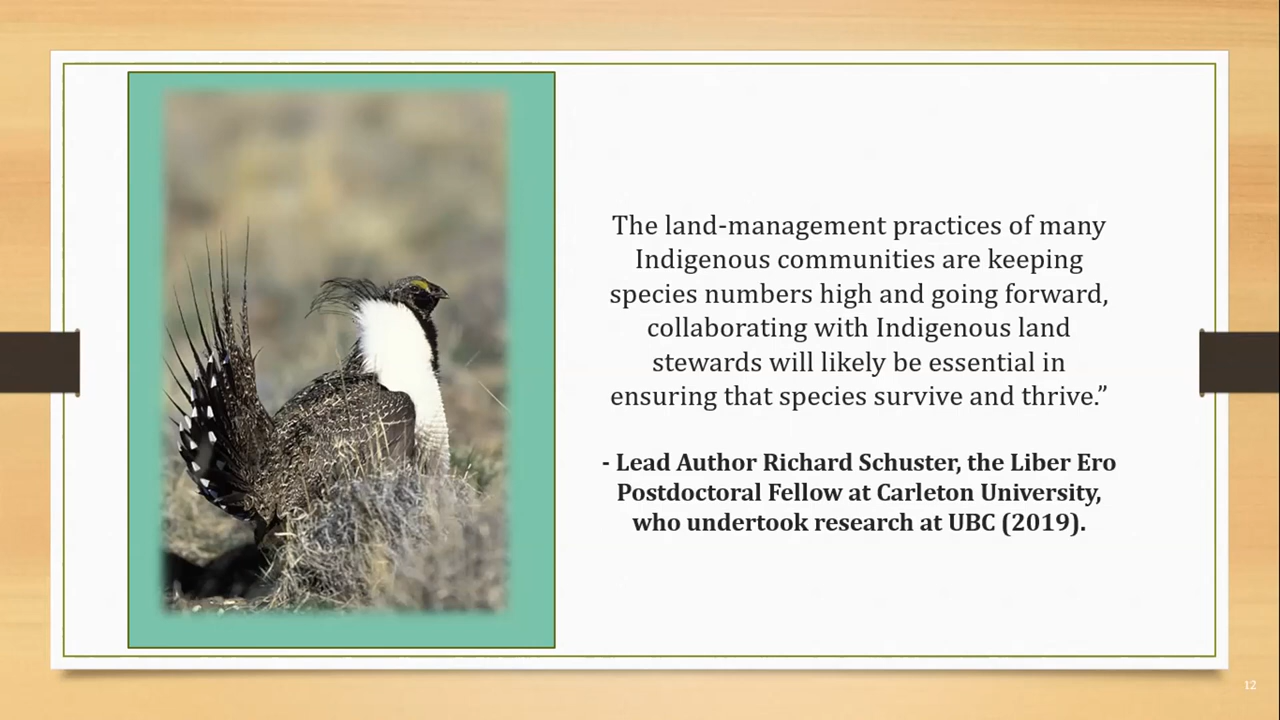 The land-management practices of many
Indigenous communities are keeping
species numbers high and going forward,
collaborating with Indigenous land
stewards will likely be essential in
ensuring that species survive and thrive.”
- Lead Author Richard Schuster, the Liber Ero
Postdoctoral Fellow at Carleton University,
who undertook research at UBC (2019).
12